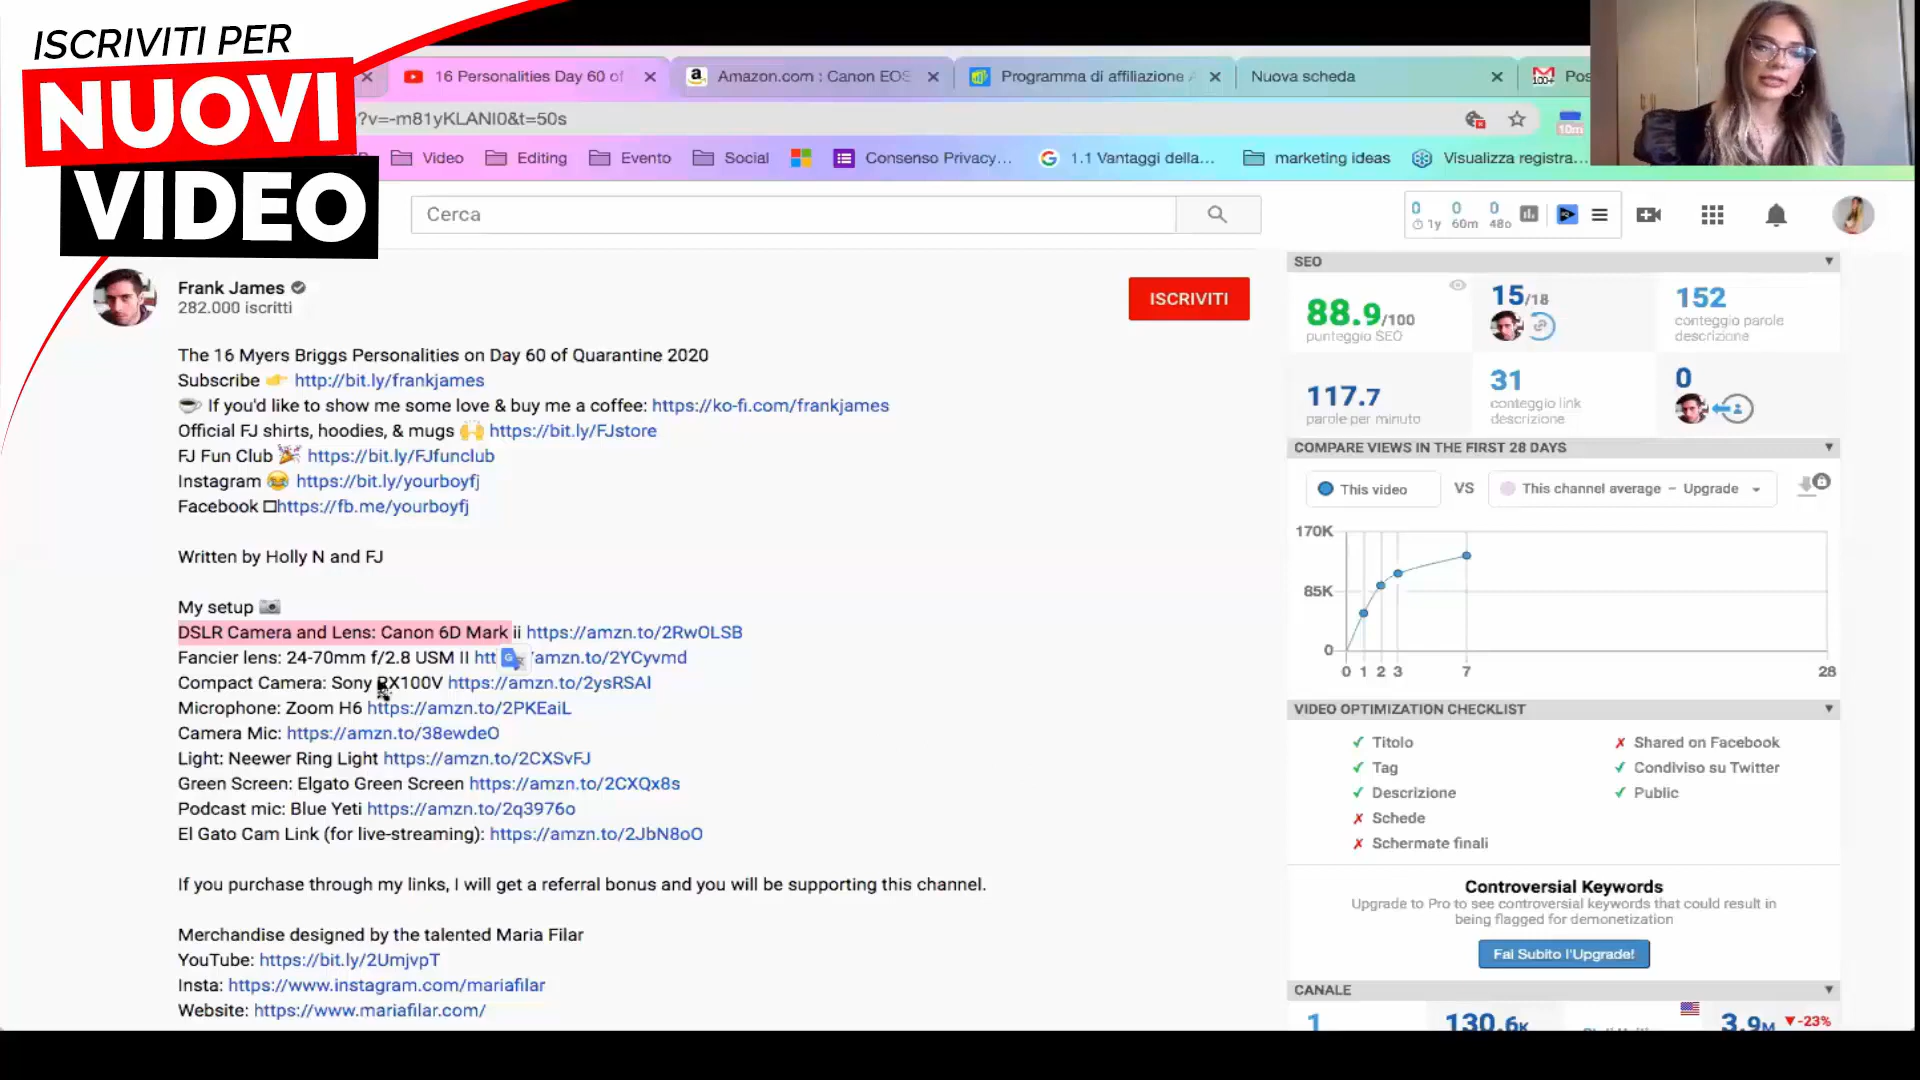 ISCRIVITI PER
NUOVI
VIDEO
16 Personalities Day 60 of
Amazon.com : Canon EOS
Programma di affiliazione A
Nuova scheda
100+
Pos
?v=-m81yKLANI0&t=50s
10m
Video
Editing
Evento
Social
Consenso Privacy...
1.1 Vantaggi della...
marketing ideas
Visualizza registra...
Cerca
0 0 0
1y 60m 48o
Frank James
282.000 iscritti
ISCRIVITI
The 16 Myers Briggs Personalities on Day 60 of Quarantine 2020
Subscribe 👉 http://bit.ly/frankjames
☕ If you'd like to show me some love & buy me a coffee: https://ko-fi.com/frankjames
Official FJ shirts, hoodies, & mugs 🙌 https://bit.ly/FJstore
FJ Fun Club 🎉 https://bit.ly/FJfunclub
Instagram 😂 https://bit.ly/yourboyfj
Facebook https://fb.me/yourboyfj
Written by Holly N and FJ
My setup 📷
DSLR Camera and Lens: Canon 6D Mark ii https://amzn.to/2RwOLSB
Fancier lens: 24-70mm f/2.8 USM II htt amzn.to/2YCyvmd
Compact Camera: Sony RX100V https://amzn.to/2ysRSAI
Microphone: Zoom H6 https://amzn.to/2PKEaiL
Camera Mic: https://amzn.to/38ewdeO
Light: Neewer Ring Light https://amzn.to/2CXSvFJ
Green Screen: Elgato Green Screen https://amzn.to/2CXQx8s
Podcast mic: Blue Yeti https://amzn.to/2q3976o
El Gato Cam Link (for live-streaming): https://amzn.to/2JbN8oO
If you purchase through my links, I will get a referral bonus and you will be supporting this channel.
Merchandise designed by the talented Maria Filar
YouTube: https://bit.ly/2UmjvpT
Insta: https://www.instagram.com/mariafilar
Website: https://www.mariafilar.com/
SEO
88.9/100
punteggio SEO
15/18
152
conteggio parole
descrizione
117.7
parole per minuto
31
conteggio link
descrizione
0
COMPARE VIEWS IN THE FIRST 28 DAYS
This video
VS
This channel average - Upgrade
170K
85K
0
0 1 2 3 7 28
VIDEO OPTIMIZATION CHECKLIST
✓ Titolo
✓ Tag
✓ Descrizione
✗ Schede
✗ Schermate finali
✗ Shared on Facebook
✓ Condiviso su Twitter
✓ Public
Controversial Keywords
Upgrade to Pro to see controversial keywords that could result in
being flagged for demonetization
Fai Subito l'Upgrade!
CANALE
1
130.6K
3.9M
-23%